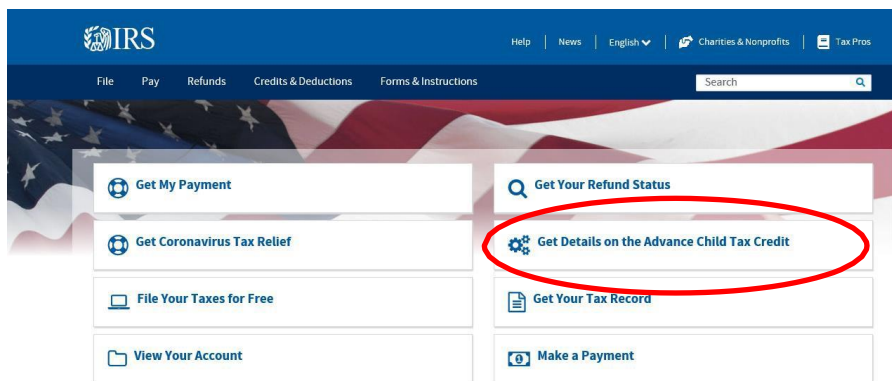 IRS
Help News English Charities & Nonprofits Tax Pros
File Pay Refunds Credits & Deductions Forms & Instructions Search
Get My Payment Get Your Refund Status
Get Coronavirus Tax Relief Get Details on the Advance Child Tax Credit
File Your Taxes for Free Get Your Tax Record
View Your Account Make a Payment